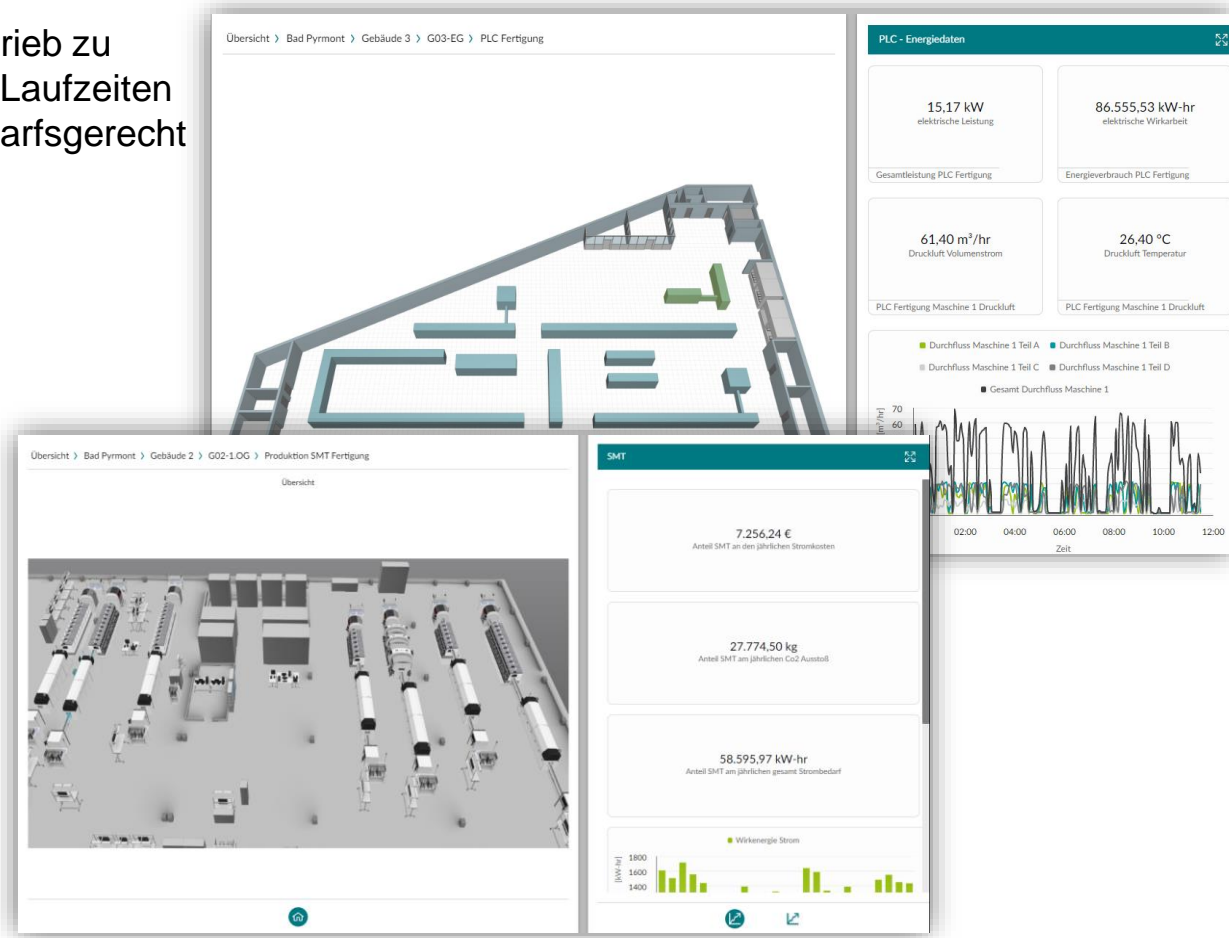 rieb zu
Laufzeiten
arfsgerecht
Übersicht > Bad Pyrmont > Gebäude 3 > G03-EG > PLC Fertigung
PLC - Energiedaten
15,17 kW
elektrische Leistung
Gesamtleistung PLC Fertigung
86.555,53 kW-hr
elektrische Wirkarbeit
Energieverbrauch PLC Fertigung
61,40 m³/hr
Druckluft Volumenstrom
PLC Fertigung Maschine 1 Druckluft
26,40 °C
Druckluft Temperatur
PLC Fertigung Maschine 1 Druckluft
Durchfluss Maschine 1 Teil A Durchfluss Maschine 1 Teil B
Durchfluss Maschine 1 Teil C Durchfluss Maschine 1 Teil D
Gesamt Durchfluss Maschine 1
[m³/hr]
70
60
02:00 04:00 06:00 08:00 10:00 12:00
Zeit
Übersicht > Bad Pyrmont > Gebäude 2 > G02-1.OG > Produktion SMT Fertigung
Übersicht
SMT
7.256,24 €
Anteil SMT an den jährlichen Stromkosten
27.774,50 kg
Anteil SMT am jährlichen Co2 Ausstoß
58.595,97 kW-hr
Anteil SMT am jährlichen gesamt Strombedarf
Wirkenergie Strom
[kW-hr]
1800
1600
1400